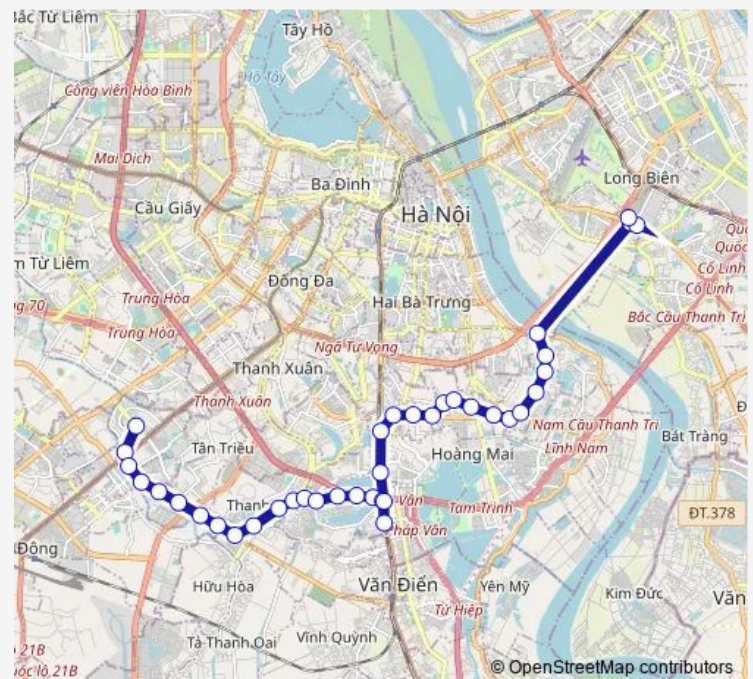 Bắc Từ Liêm
Tây Hồ
Công viên Hòa Bình
Hồ Tây
Mai Dịch
Ba Đình
Long Biên
Cầu Giấy
Hà Nội
Quốc
Cổ Linh
m Từ Liêm
Đống Đa
Cổ Linh
ng 70
Trung Hòa
Hai Bà Trưng
Bắc Cầu Thanh Trì
Trung Hòa
Ngã Tư Vọng
Thanh Xuân
Thanh Xuân
Nam Cầu Thanh Trì
Bát Tràng
Tân Triều
Lĩnh Nam
Hoàng Mai
Thanh
Vân
Tam Trinh
ĐT.378
Pháp Vân
Đông
Hữu Hòa
Văn Điển
Yên Mỹ
Kim Đức
Văn
Từ Hiệp
Tả Thanh Oai
Vĩnh Quỳnh
21B
uốc lộ 21B
© OpenStreetMap contributors